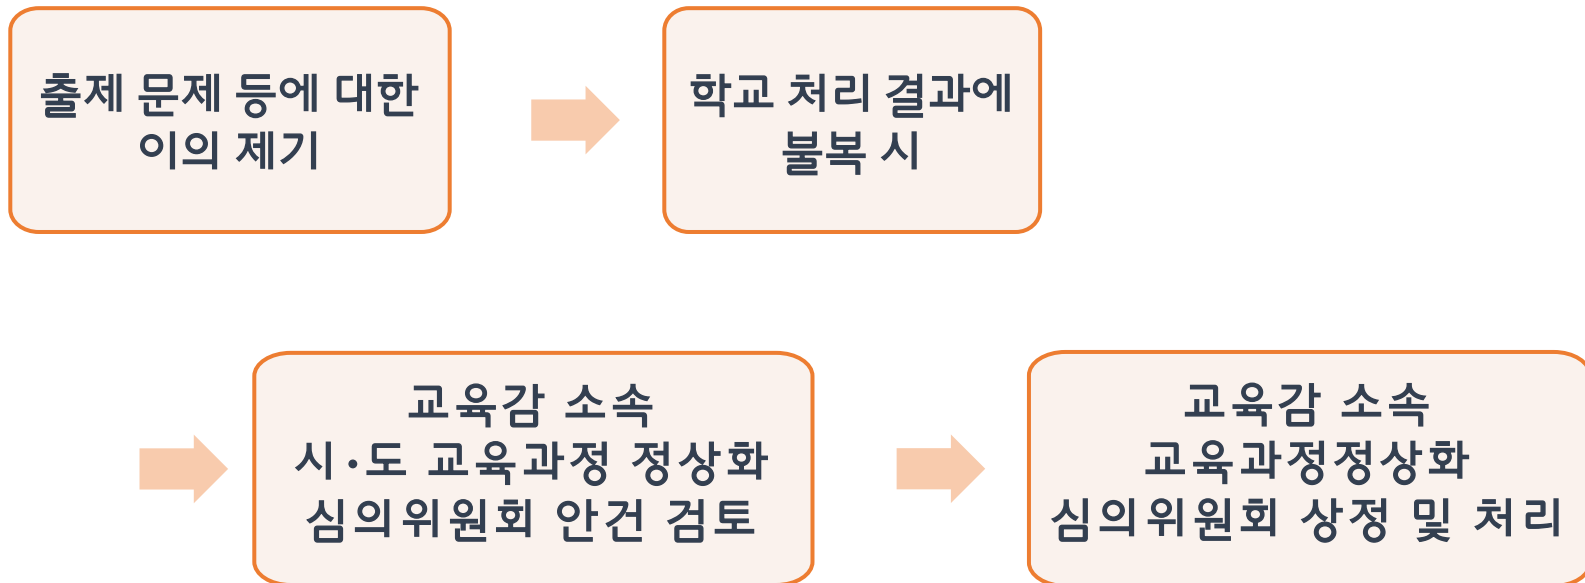 출제 문제 등에 대한
이의 제기
학교 처리 결과에
불복 시
교육감 소속
시·도 교육과정 정상화
심의위원회 안건 검토
교육감 소속
교육과정정상화
심의위원회 상정 및 처리